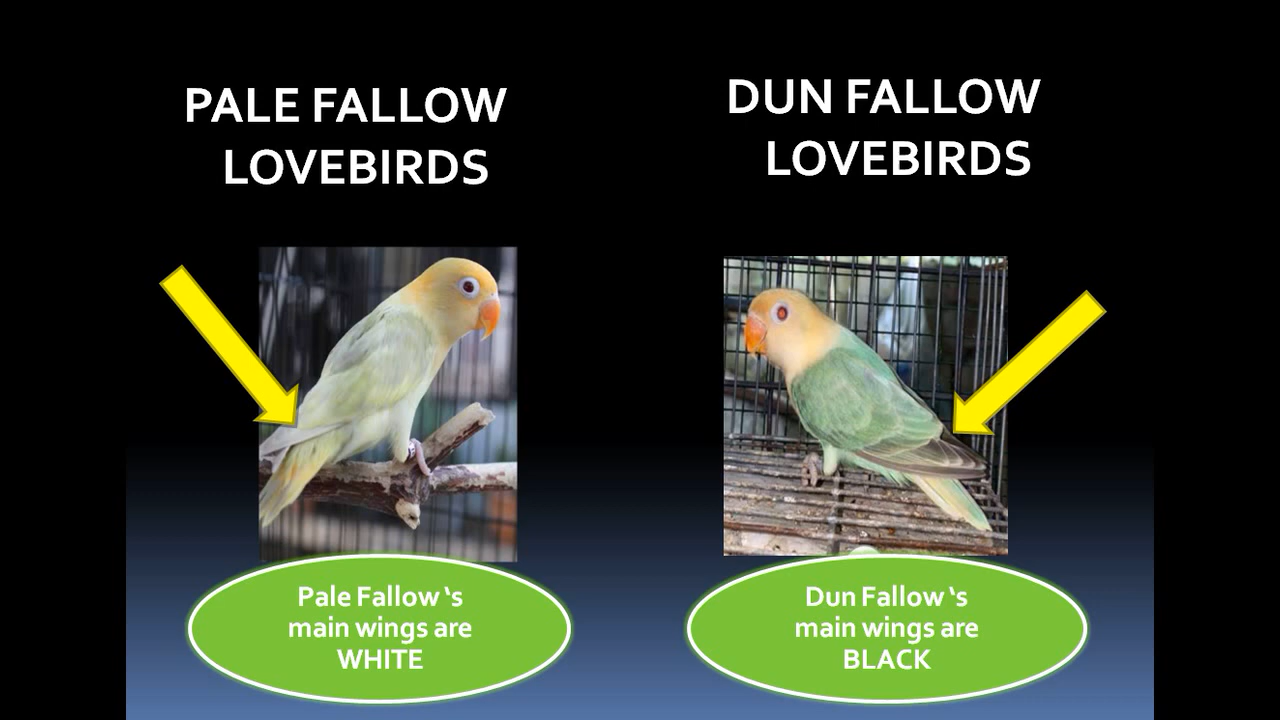 PALE FALLOW
LOVEBIRDS
DUN FALLOW
LOVEBIRDS
Pale Fallow ‘s
main wings are
WHITE
Dun Fallow ‘s
main wings are
BLACK